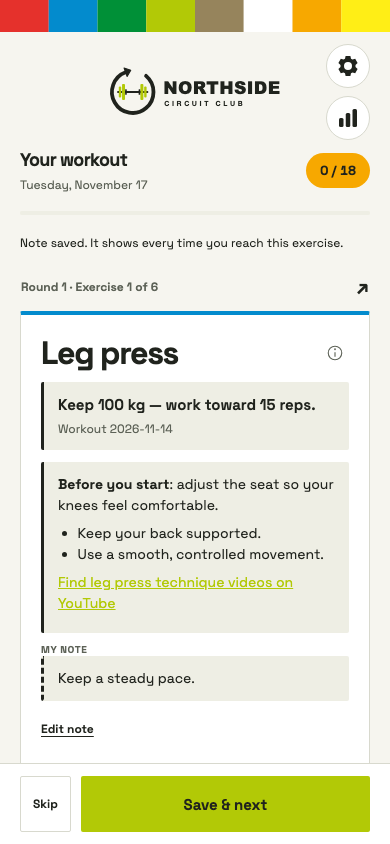 NORTHSIDE
CIRCUIT CLUB
Your workout
Tuesday, November 17
0 / 18
Note saved. It shows every time you reach this exercise.
Round 1 · Exercise 1 of 6
Leg press
Keep 100 kg — work toward 15 reps.
Workout 2026-11-14
Before you start: adjust the seat so your
knees feel comfortable.
• Keep your back supported.
• Use a smooth, controlled movement.
Find leg press technique videos on
YouTube
MY NOTE
Keep a steady pace.
Edit note
Skip
Save & next